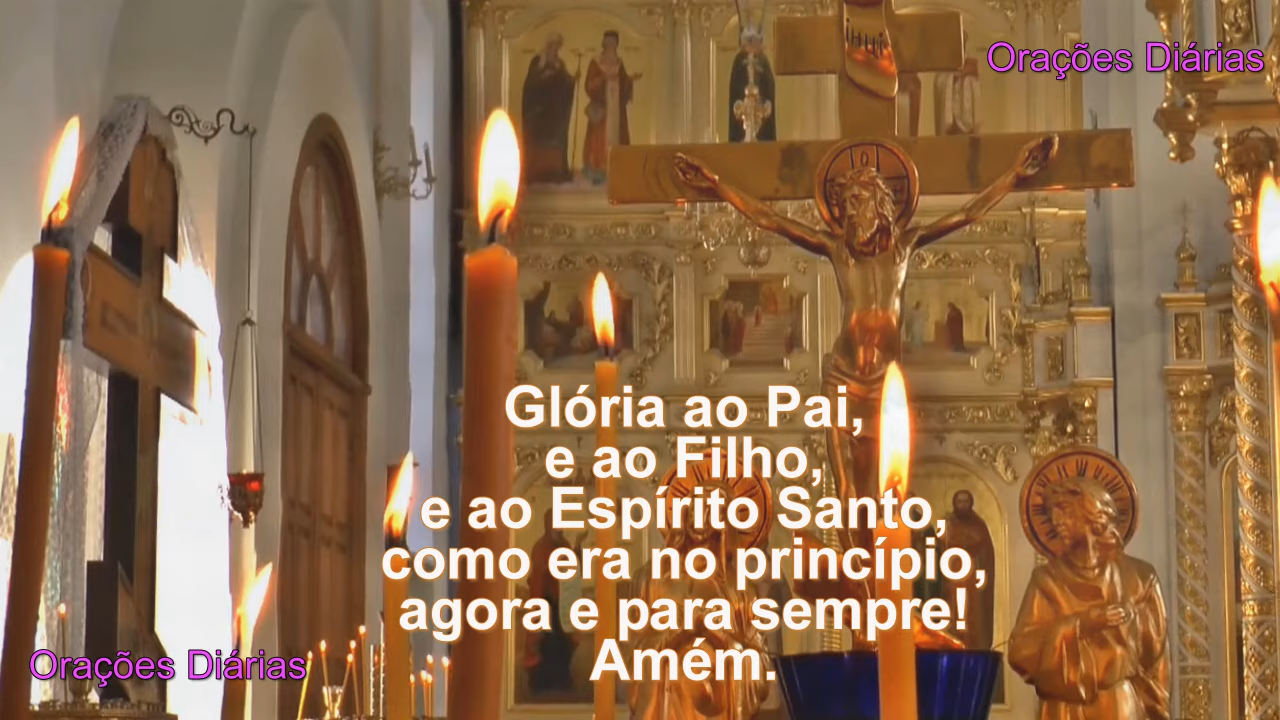 Orações Diárias
Glória ao Pai,
e ao Filho,
e ao Espírito Santo,
como era no princípio,
agora e para sempre!
Amém.
Orações Diárias